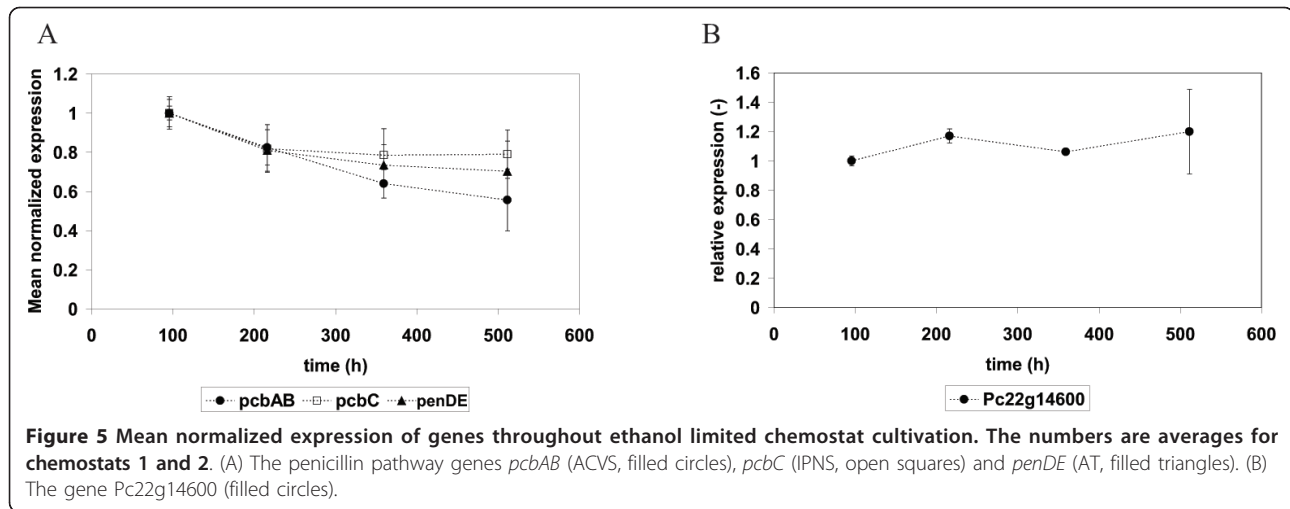 A
Mean normalized expression
1.2
1
0.8
0.6
0.4
0.2
0
0 100 200 300 400 500 600
time (h)
pcbAB pcbC penDE
B
relative expression (-)
1.6
1.4
1.2
1
0.8
0.6
0.4
0.2
0
0 100 200 300 400 500 600
time (h)
Pc22g14600
Figure 5 Mean normalized expression of genes throughout ethanol limited chemostat cultivation. The numbers are averages for
chemostats 1 and 2. (A) The penicillin pathway genes pcbAB (ACVS, filled circles), pcbC (IPNS, open squares) and penDE (AT, filled triangles). (B)
The gene Pc22g14600 (filled circles).